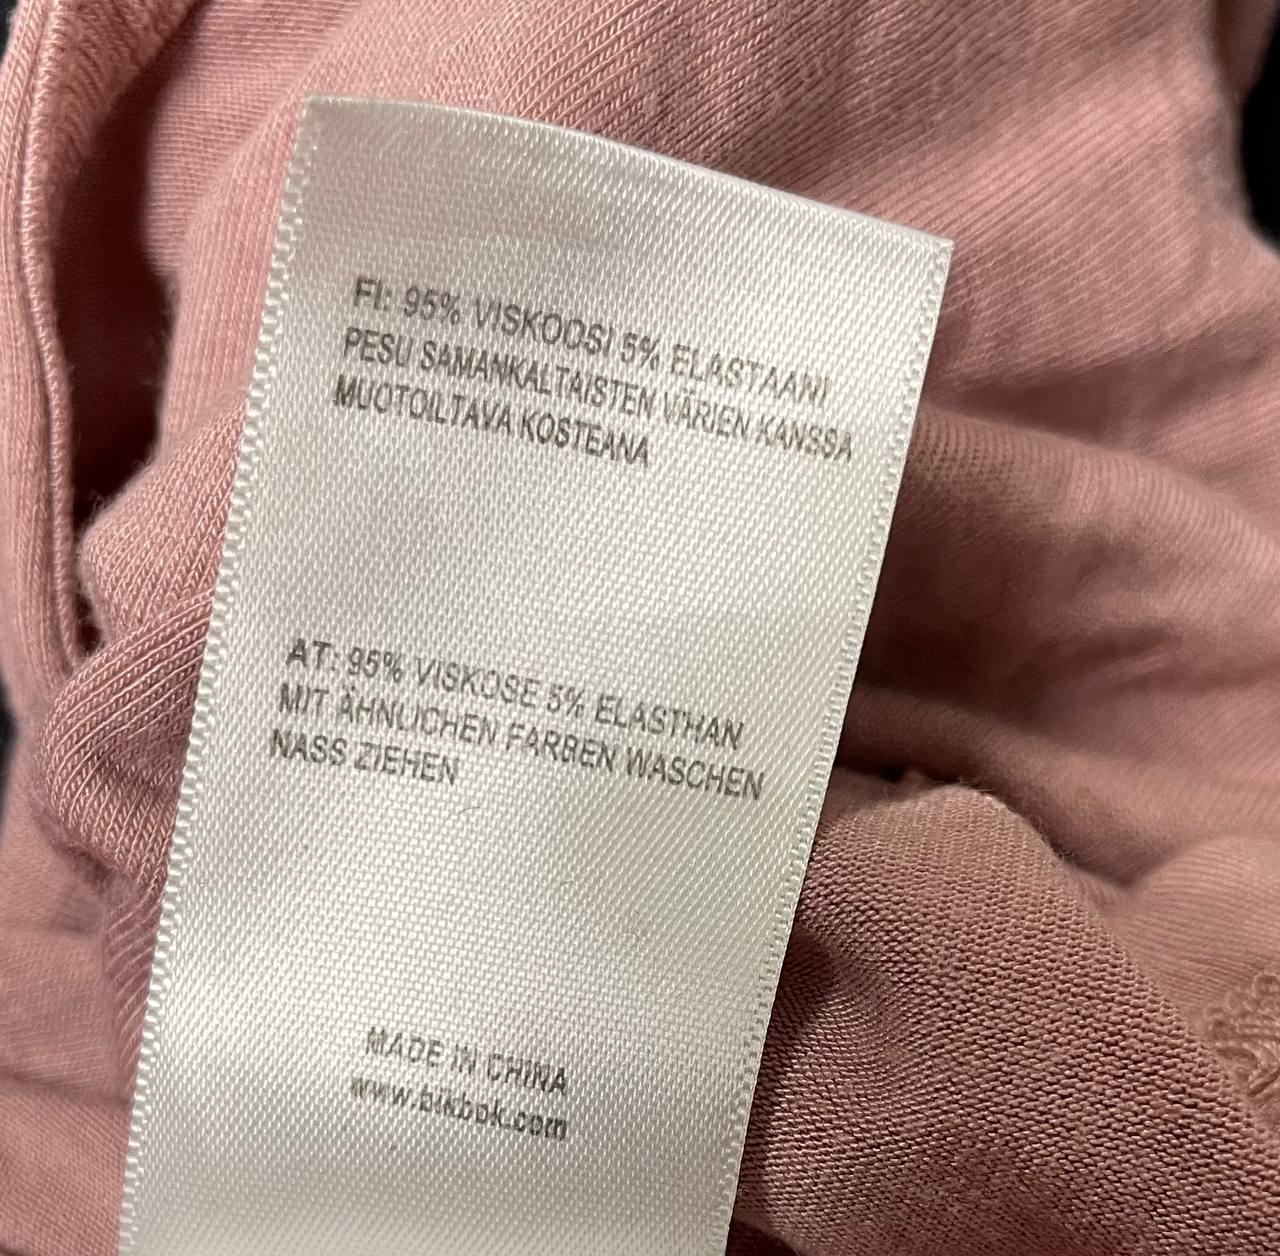 FI: 95% VISKOOSI 5% ELASTAANI
PESU SAMANKALTAISTEN VÄRIEN KANSSA
MUOTOILTAVA KOSTEANA
AT: 95% VISKOSE 5% ELASTHAN
MIT ÄHNLICHEN FARBEN WASCHEN
NASS ZIEHEN
MADE IN CHINA
www.bikbok.com